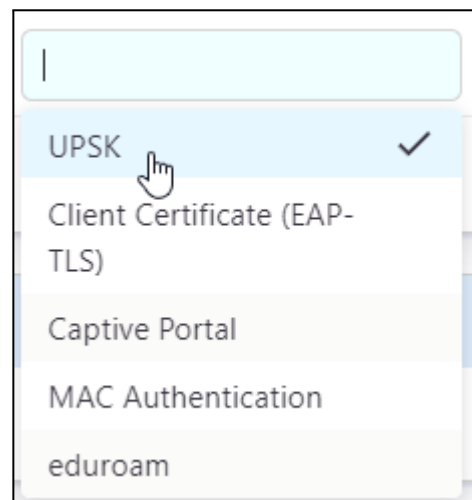 UPSK
Client Certificate (EAP-
TLS)
Captive Portal
MAC Authentication
eduroam